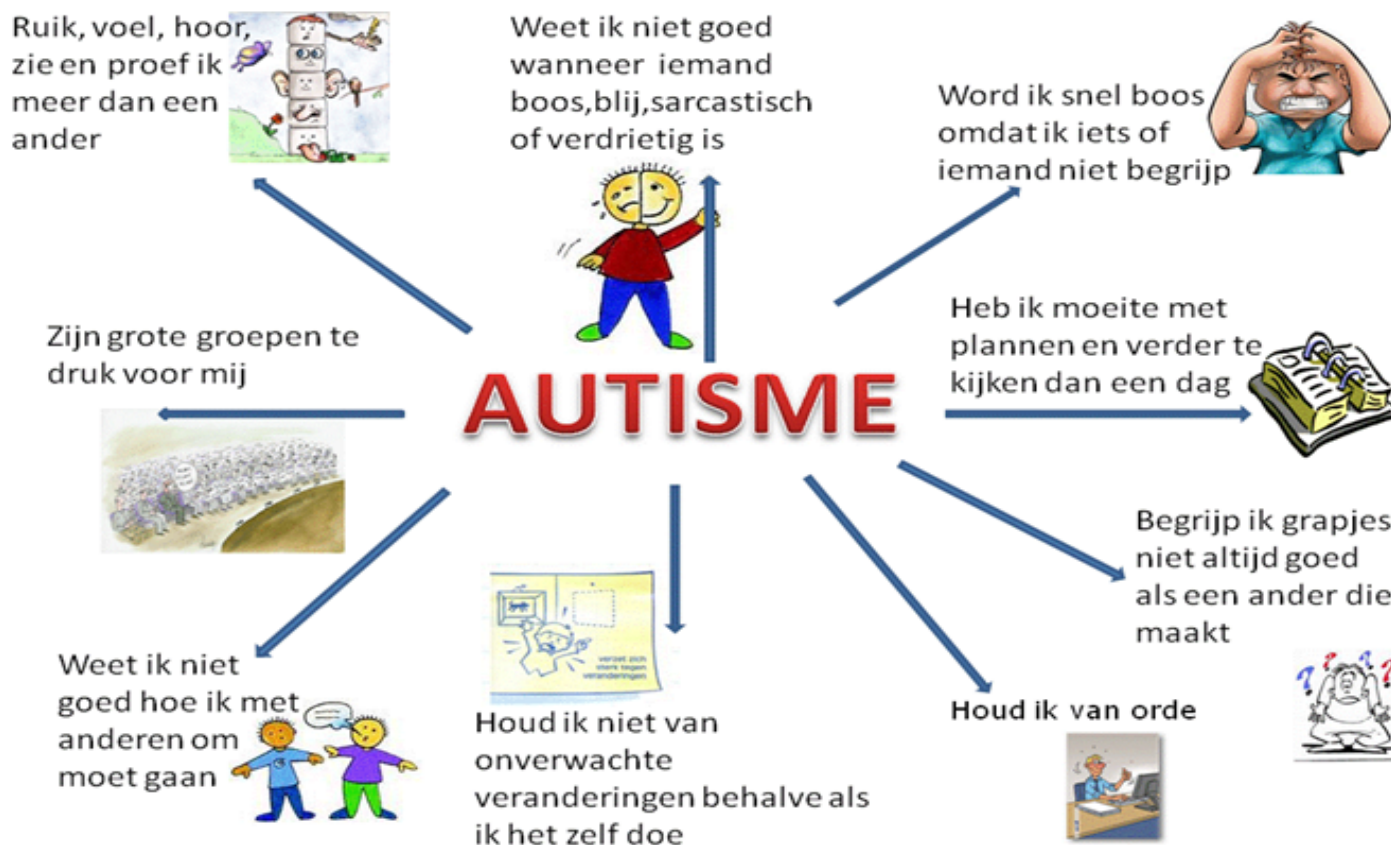 Ruik, voel, hoor,
zie en proef ik
meer dan een
ander
Weet ik niet goed
wanneer iemand
boos,blij,sarcastisch
of verdrietig is
Word ik snel boos
omdat ik iets of
iemand niet begrijp
Zijn grote groepen te
druk voor mij
AUTISME
Heb ik moeite met
plannen en verder te
kijken dan een dag
Begrijp ik grapjes
niet altijd goed
als een ander die
maakt
Weet ik niet
goed hoe ik met
anderen om
moet gaan
verzet zich
sterk tegen
veranderingen
Houd ik niet van
onverwachte
veranderingen behalve als
ik het zelf doe
Houd ik van orde
? ? ? ?